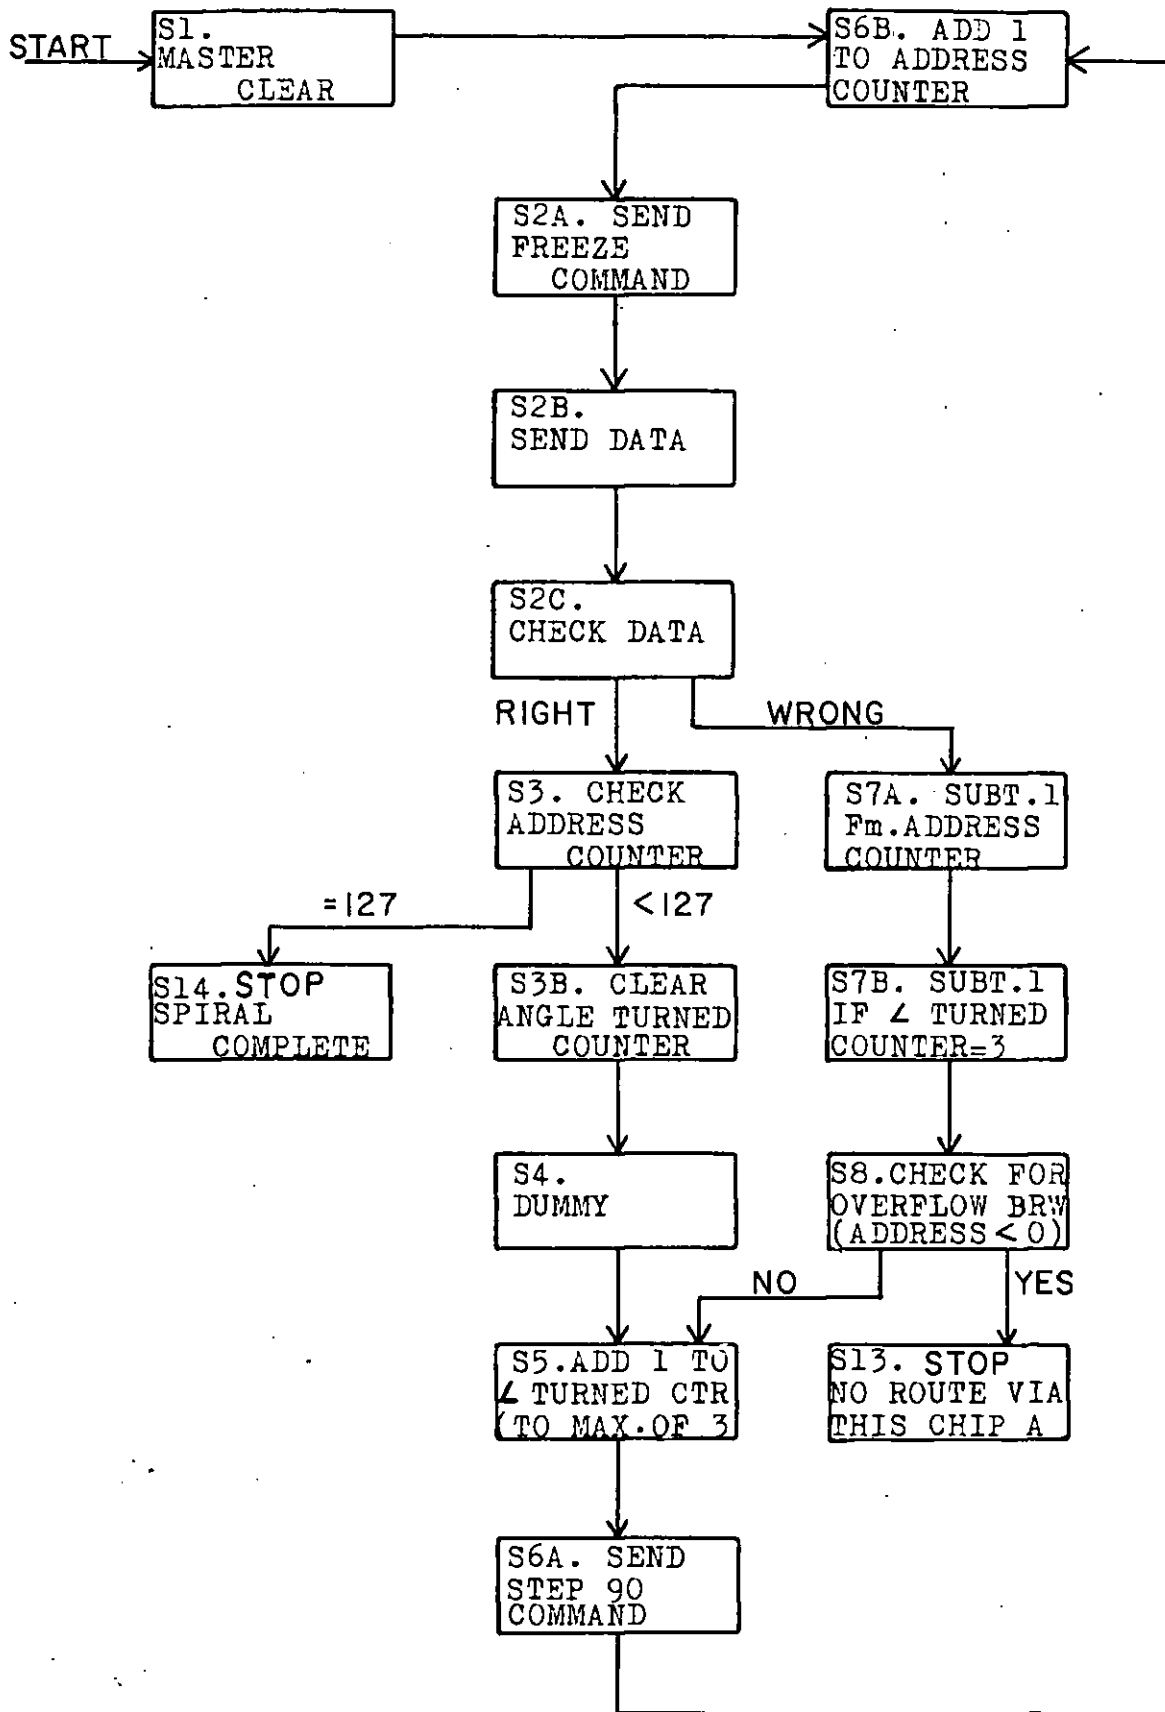 START
S1.
MASTER
CLEAR
S6B. ADD 1
TO ADDRESS
COUNTER
S2A. SEND
FREEZE
COMMAND
S2B.
SEND DATA
S2C.
CHECK DATA
RIGHT
WRONG
S3. CHECK
ADDRESS
COUNTER
S7A. SUBT.1
Fm.ADDRESS
COUNTER
=127
<127
S14.STOP
SPIRAL
COMPLETE
S3B. CLEAR
ANGLE TURNED
COUNTER
S7B. SUBT.1
IF ∠ TURNED
COUNTER=3
S4.
DUMMY
S8.CHECK FOR
OVERFLOW BRW
(ADDRESS < 0)
NO
YES
S5.ADD 1 TO
∠ TURNED CTR
(TO MAX.OF 3
S13. STOP
NO ROUTE VIA
THIS CHIP A
S6A. SEND
STEP 90
COMMAND